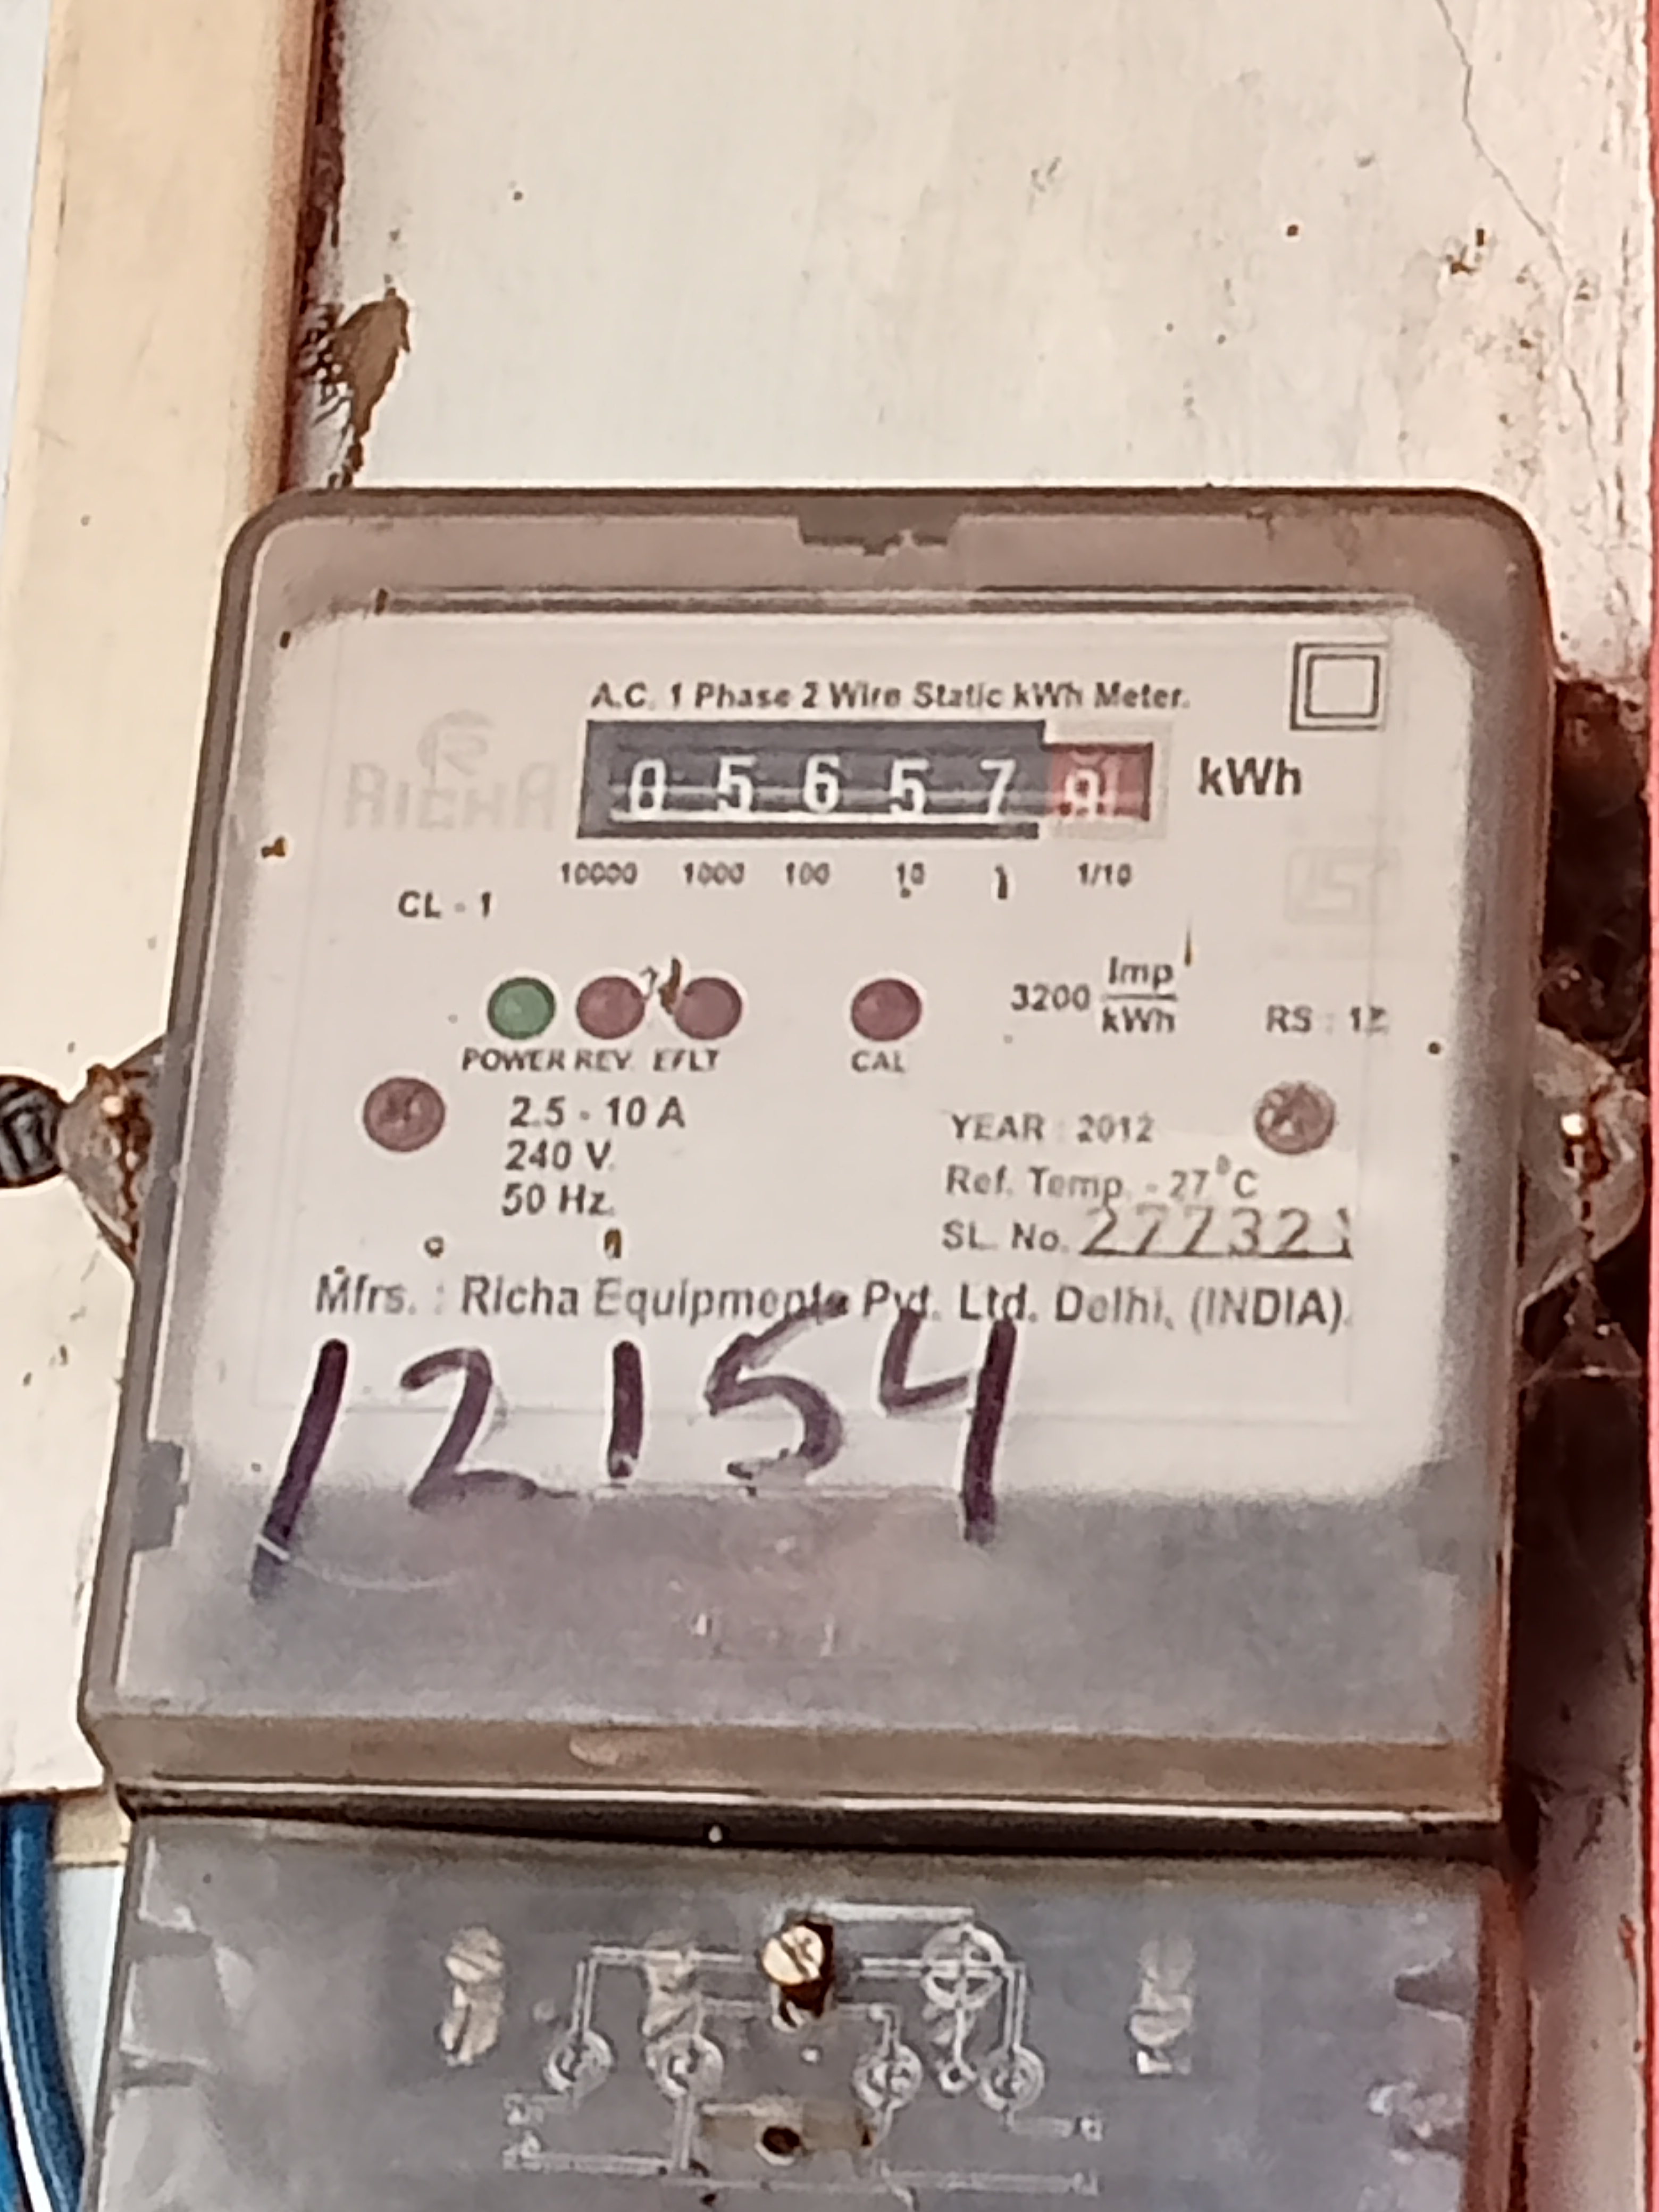 A.C. 1 Phase 2 Wire Static kWh Meter.
RICHA
0 5 6 5 7
kWh
10000 1000 100 10 1 1/10
CL - 1
3200 Imp
kWh
RS : 12
POWER REV. E/LT CAL
2.5 - 10 A
240 V.
50 Hz.
YEAR : 2012
Ref. Temp. - 27°C
SL. No. 277321
Mfrs. : Richa Equipments Pvt. Ltd. Delhi, (INDIA).
12154